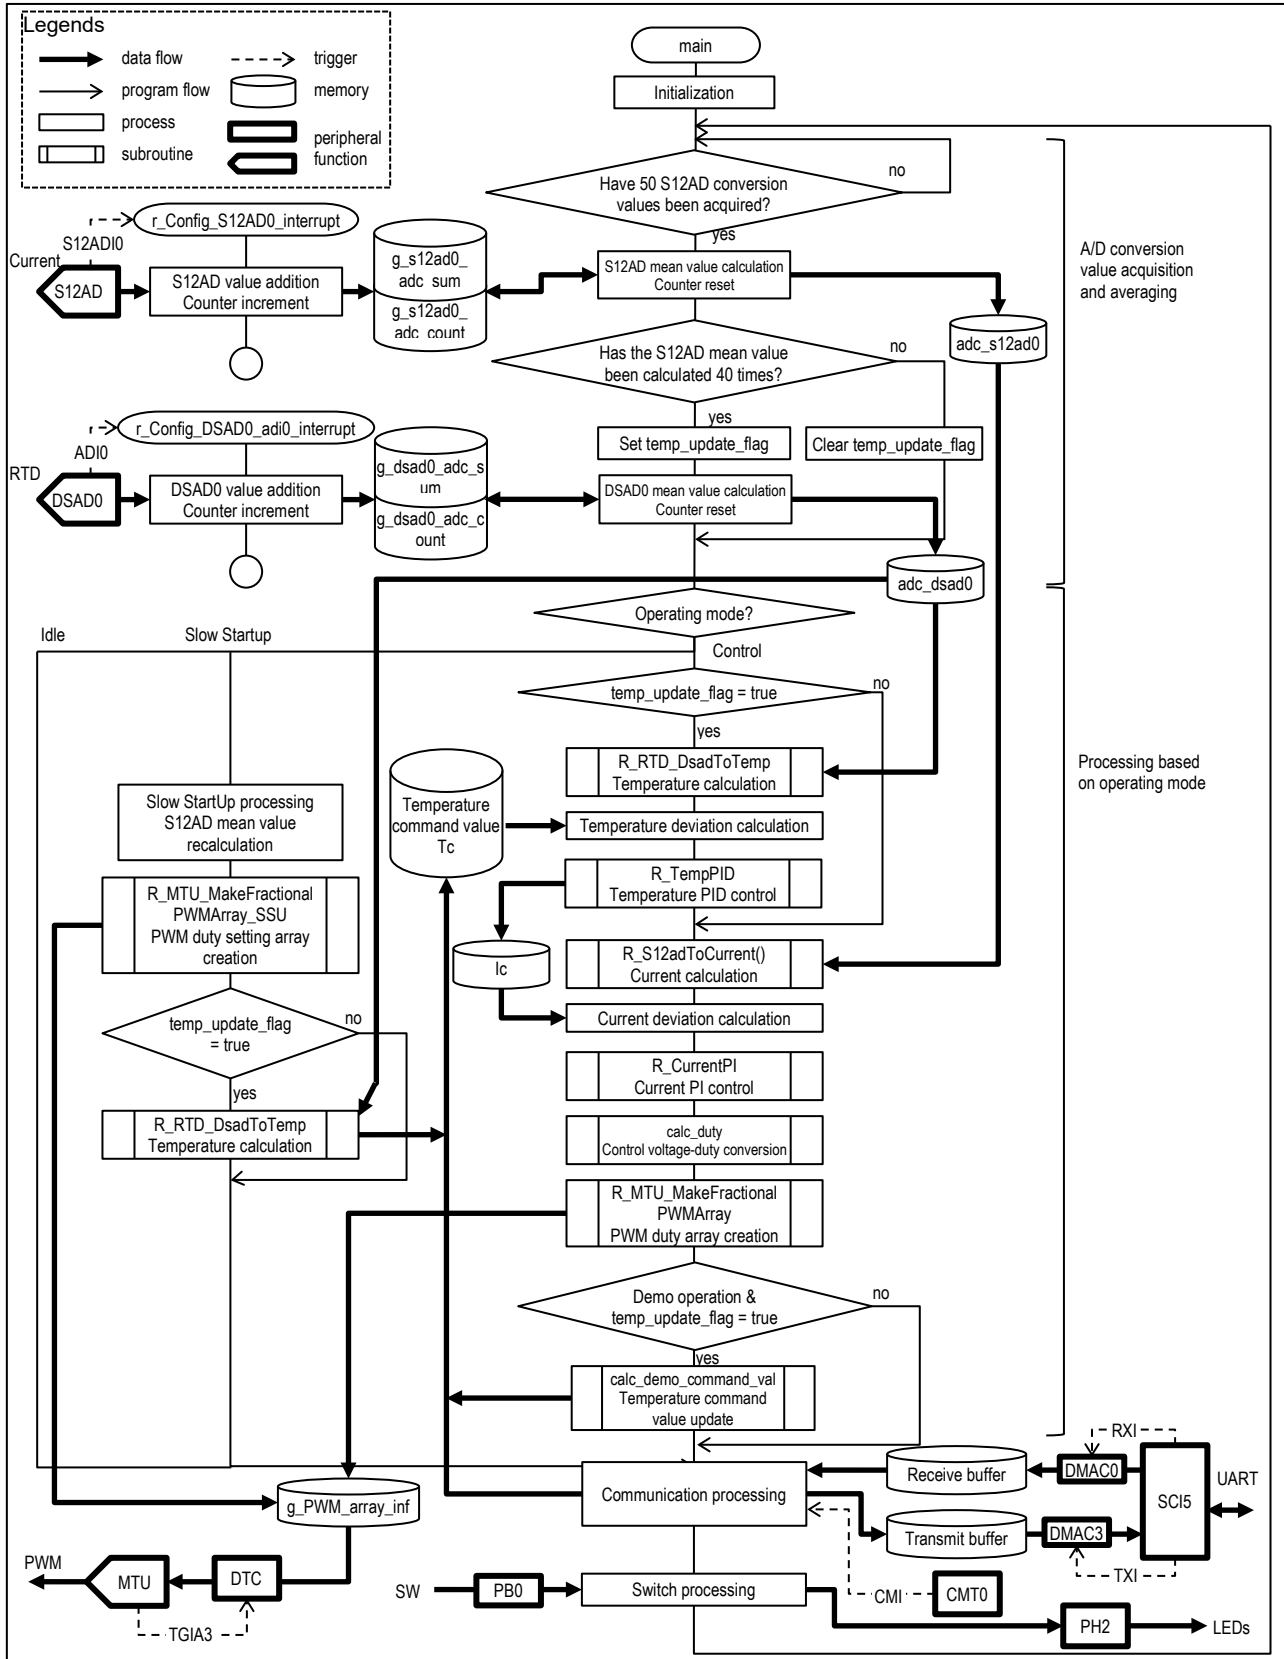 Legends
data flow
trigger
program flow
memory
process
peripheral
function
subroutine
main
Initialization
Have 50 S12AD conversion
values been acquired?
no
yes
A/D conversion
value acquisition
and averaging
r_Config_S12AD0_interrupt
S12ADI0
Current
S12AD
S12AD value addition
Counter increment
g_s12ad0_
adc_sum
g_s12ad0_
adc_count
S12AD mean value calculation
Counter reset
adc_s12ad0
Has the S12AD mean value
been calculated 40 times?
no
yes
Set temp_update_flag
Clear temp_update_flag
r_Config_DSAD0_adi0_interrupt
ADI0
RTD
DSAD0
DSAD0 value addition
Counter increment
g_dsad0_adc_s
um
g_dsad0_adc_c
ount
DSAD0 mean value calculation
Counter reset
adc_dsad0
Operating mode?
Idle
Slow Startup
Control
temp_update_flag = true
no
yes
Processing based
on operating mode
R_RTD_DsadToTemp
Temperature calculation
Temperature
command value
Tc
Temperature deviation calculation
Slow StartUp processing
S12AD mean value
recalculation
R_TempPID
Temperature PID control
R_MTU_MakeFractional
PWMArray_SSU
PWM duty setting array
creation
Ic
R_S12adToCurrent()
Current calculation
Current deviation calculation
temp_update_flag
= true
no
yes
R_CurrentPI
Current PI control
R_RTD_DsadToTemp
Temperature calculation
calc_duty
Control voltage-duty conversion
R_MTU_MakeFractional
PWMArray
PWM duty array creation
Demo operation &
temp_update_flag = true
no
yes
calc_demo_command_val
Temperature command
value update
RXI
Receive buffer
DMAC0
SCI5
UART
Communication processing
g_PWM_array_inf
Transmit buffer
DMAC3
TXI
PWM
MTU
DTC
TGIA3
SW
PB0
Switch processing
CMI
CMT0
PH2
LEDs